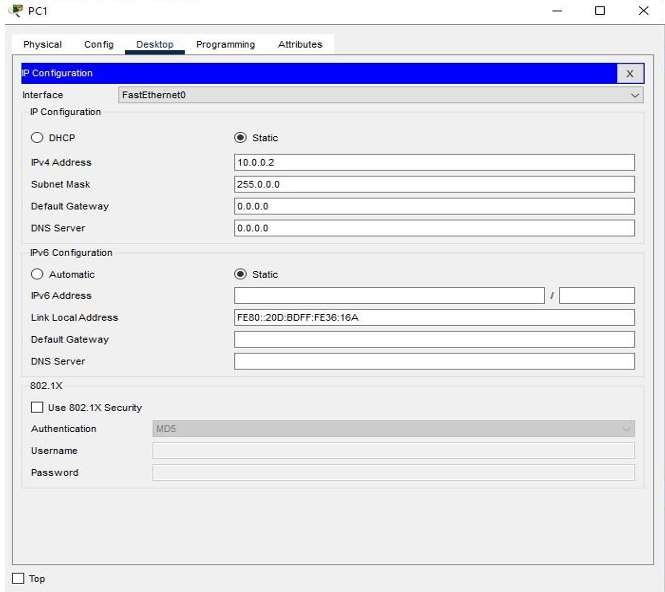 PC1
Physical Config Desktop Programming Attributes
IP Configuration X
Interface FastEthernet0
IP Configuration
DHCP Static
IPv4 Address 10.0.0.2
Subnet Mask 255.0.0.0
Default Gateway 0.0.0.0
DNS Server 0.0.0.0
IPv6 Configuration
Automatic Static
IPv6 Address /
Link Local Address FE80::20D:BDFF:FE36:16A
Default Gateway
DNS Server
802.1X
Use 802.1X Security
Authentication MD5
Username
Password
Top